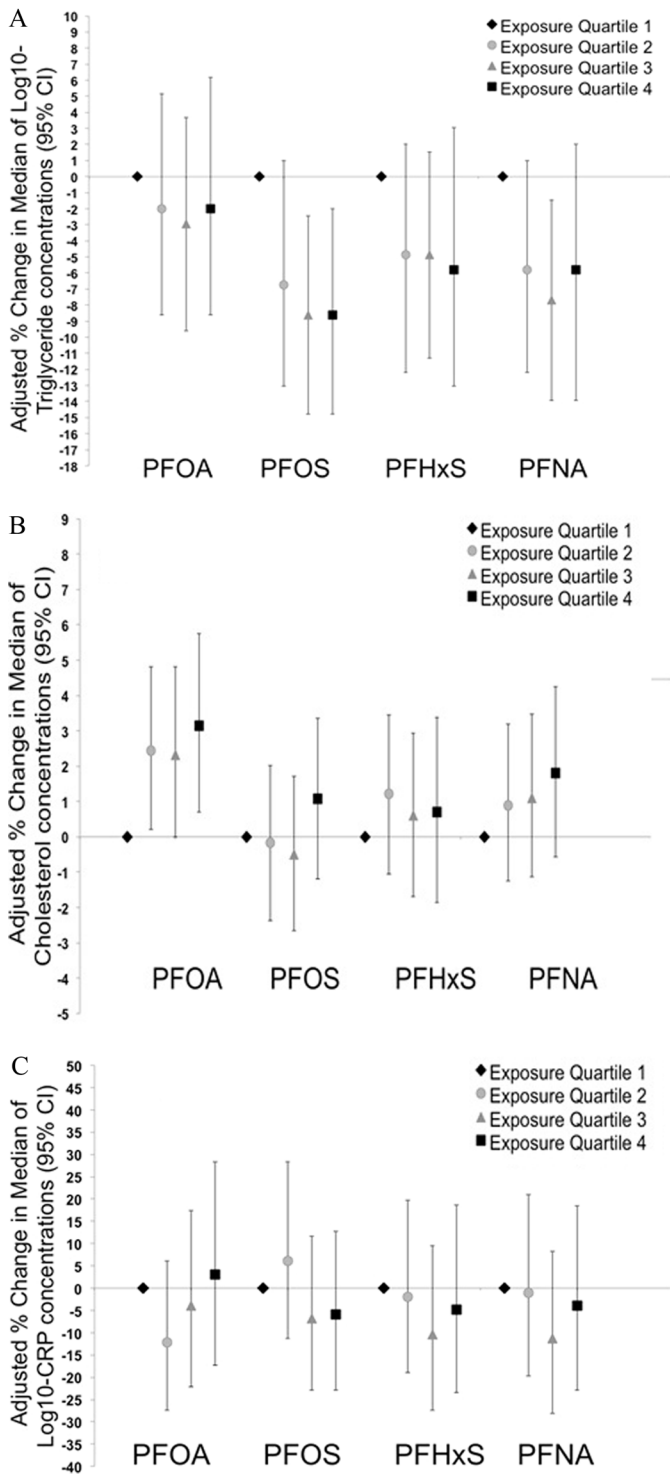 A
Adjusted % Change in Median of Log10-
Triglyceride concentrations (95% CI)
10
9
8
7
6
5
4
3
2
1
0
-1
-2
-3
-4
-5
-6
-7
-8
-9
-10
-11
-12
-13
-14
-15
-16
-17
-18
Exposure Quartile 1
Exposure Quartile 2
Exposure Quartile 3
Exposure Quartile 4
PFOA PFOS PFHxS PFNA
B
Adjusted % Change in Median of
Cholesterol concentrations (95% CI)
9
8
7
6
5
4
3
2
1
0
-1
-2
-3
-4
-5
Exposure Quartile 1
Exposure Quartile 2
Exposure Quartile 3
Exposure Quartile 4
PFOA PFOS PFHxS PFNA
C
Adjusted % Change in Median of
Log10-CRP concentrations (95% CI)
50
45
40
35
30
25
20
15
10
5
0
-5
-10
-15
-20
-25
-30
-35
-40
Exposure Quartile 1
Exposure Quartile 2
Exposure Quartile 3
Exposure Quartile 4
PFOA PFOS PFHxS PFNA